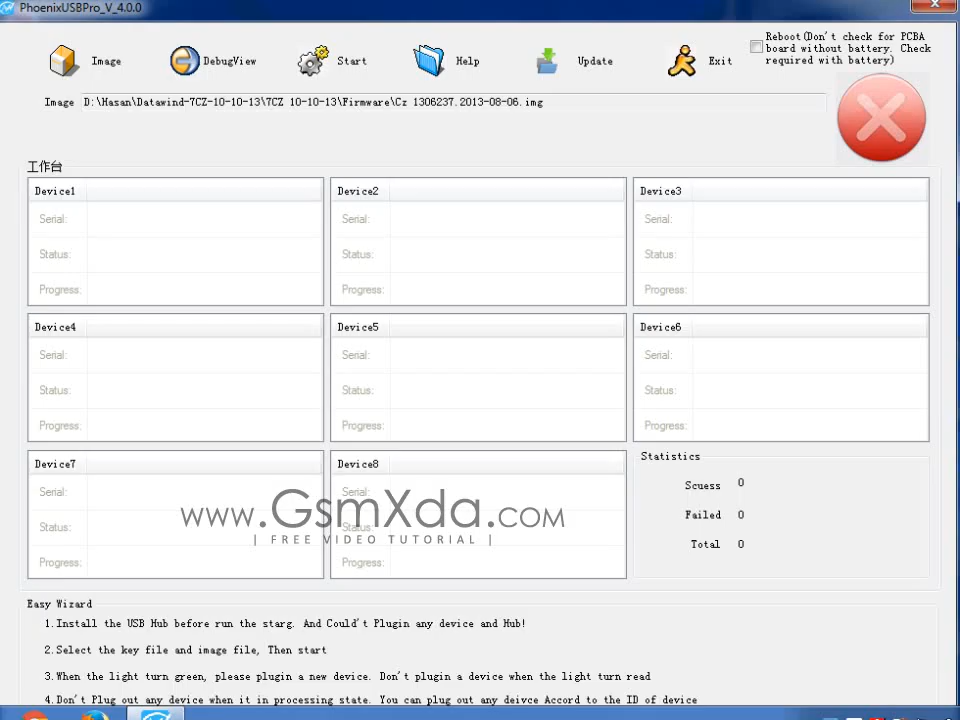 PhoenixUSBPro_V_4.0.0
Image DebugView Start Help Update Exit
Reboot(Don't check for PCBA
board without battery. Check
required with battery)
Image D:\Hasan\Datawind-7CZ-10-10-13\7CZ 10-10-13\Firmware\Cz 1306237.2013-08-06.img
工作台
Device1
Serial:
Status:
Progress:
Device2
Serial:
Status:
Progress:
Device3
Serial:
Status:
Progress:
Device4
Serial:
Status:
Progress:
Device5
Serial:
Status:
Progress:
Device6
Serial:
Status:
Progress:
Device7
Serial:
Status:
Progress:
Device8
Serial:
Status:
Progress:
www.GsmXda.com
| FREE VIDEO TUTORIAL |
Statistics
Scuess 0
Failed 0
Total 0
Easy Wizard
1.Install the USB Hub before run the starg. And Could't Plugin any device and Hub!
2.Select the key file and image file, Then start
3.When the light turn green, please plugin a new device. Don't plugin a device when the light turn read
4.Don't Plug out any device when it in processing state. You can plug out any deivce Accord to the ID of device